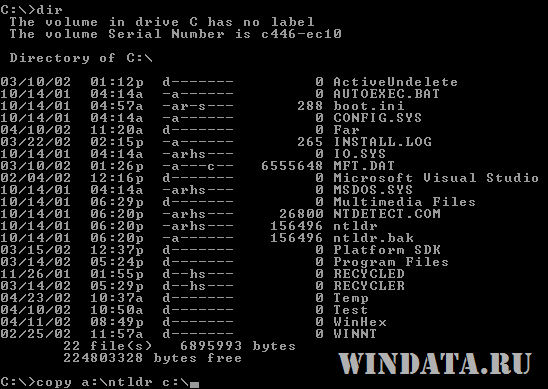 C:\>dir
The volume in drive C has no label
The volume Serial Number is c446-ec10
Directory of C:\
03/10/02 01:12p d------- 0 ActiveUndelete
10/14/01 04:14a -a------ 0 AUTOEXEC.BAT
10/14/01 04:57a -ar-s--- 288 boot.ini
10/14/01 04:14a -a------ 0 CONFIG.SYS
04/10/02 11:20a d------- 0 Far
03/22/02 02:15p -a------ 265 INSTALL.LOG
10/14/01 04:14a -arhs--- 0 IO.SYS
03/10/02 01:26p -a---c-- 6555648 MFT.DAT
02/04/02 12:16p d------- 0 Microsoft Visual Studio
10/14/01 04:14a -arhs--- 0 MSDOS.SYS
10/14/01 06:29p d------- 0 Multimedia Files
10/14/01 06:20p -arhs--- 26800 NTDETECT.COM
10/14/01 06:20p -arhs--- 156496 ntldr
10/14/01 06:20p -a------ 156496 ntldr.bak
03/15/02 12:37p d------- 0 Platform SDK
03/14/02 05:24p d------- 0 Program Files
11/26/01 01:55p d--hs--- 0 RECYCLED
03/14/02 06:29p d--hs--- 0 RECYCLER
04/23/02 10:37a d------- 0 Temp
04/10/02 10:50a d------- 0 Test
04/11/02 08:49p d------- 0 WinHex
02/25/02 11:57a d------- 0 WINNT
22 file(s) 6895993 bytes
224803328 bytes free
WINDATA.RU
C:\>copy a:\ntldr c:\